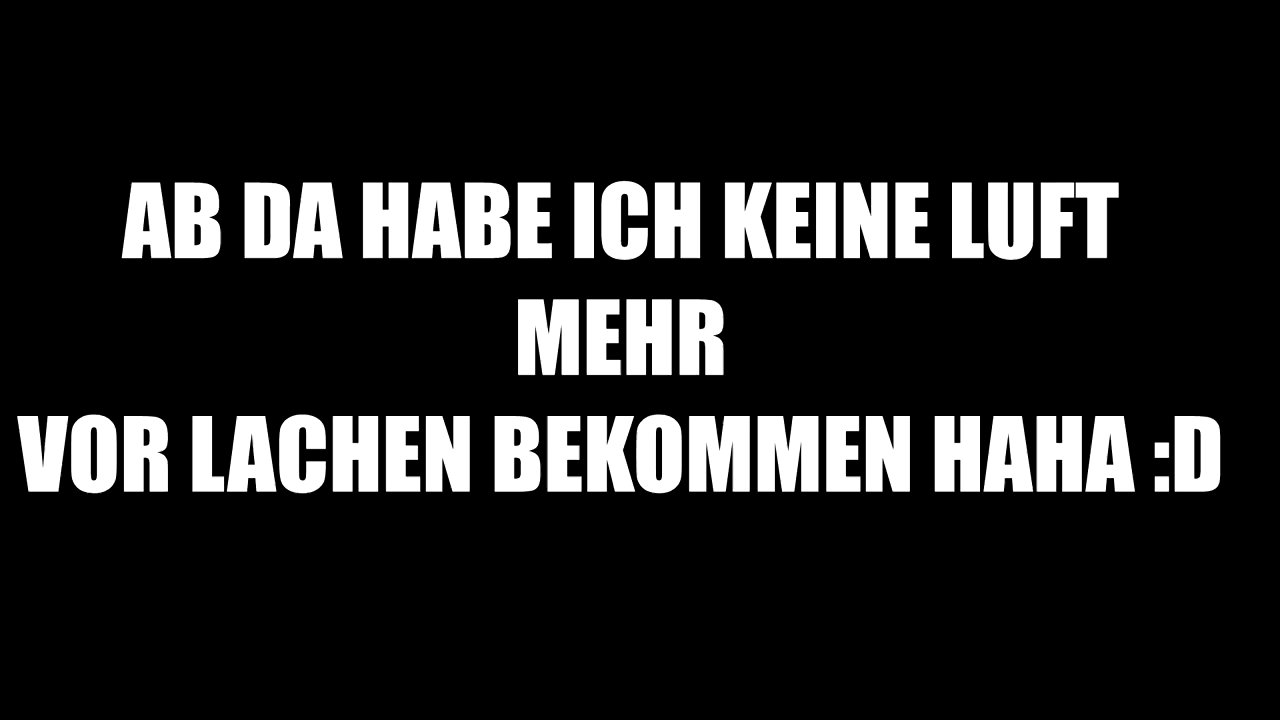 AB DA HABE ICH KEINE LUFT
MEHR
VOR LACHEN BEKOMMEN HAHA :D